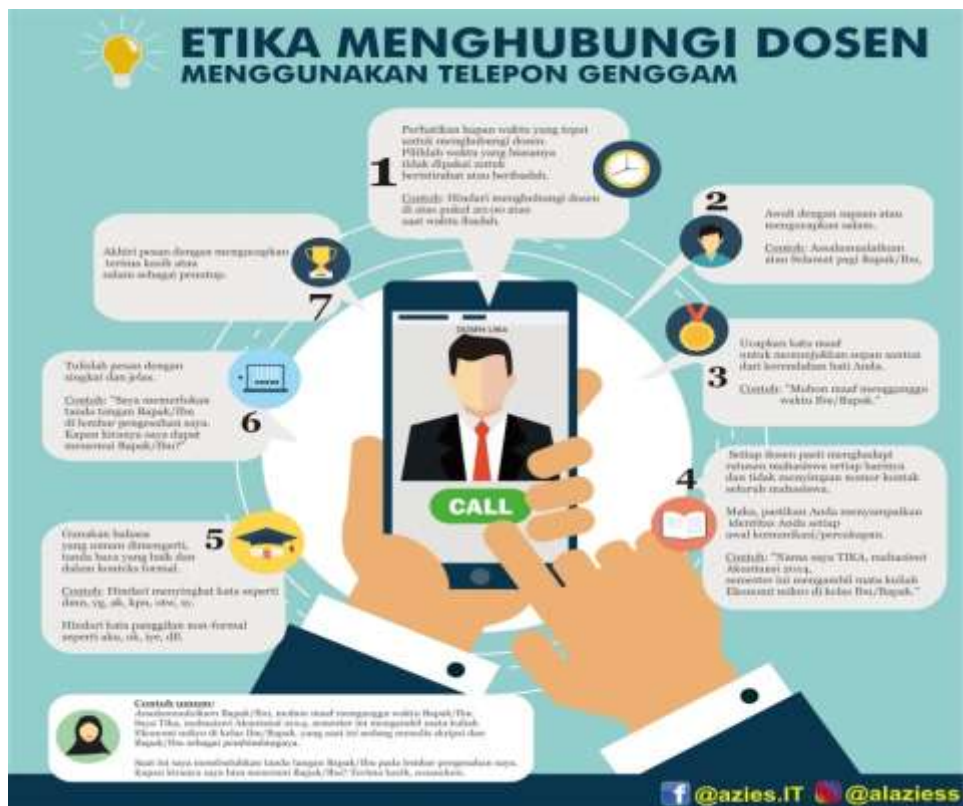 ETIKA MENGHUBUNGI DOSEN
MENGGUNAKAN TELEPON GENGGAM
1
Perhatikan kapan waktu yang tepat
untuk menghubungi dosen.
Pilihlah waktu yang biasanya
tidak dipakai untuk
beristirahat atau beribadah.
Contoh: Hindari menghubungi dosen
di atas pukul 20:00 atau
saat waktu ibadah.
2
Awali dengan sapaan atau
mengucapkan salam.
Contoh: Assalamualaikum
atau Selamat pagi Bapak/Ibu,
3
Ucapkan kata maaf
untuk menunjukkan sopan santun
dan kerendahan hati Anda.
Contoh: "Mohon maaf mengganggu
waktu Ibu/Bapak."
4
Setiap dosen pasti menghadapi
ratusan mahasiswa setiap harinya
dan tidak menyimpan nomor kontak
seluruh mahasiswa.
Maka, pastikan Anda menyampaikan
identitas Anda setiap
awal komunikasi/percakapan.
Contoh: "Nama saya TIKA, mahasiswi
Akuntansi 2014,
semester ini mengambil mata kuliah
Ekonomi mikro di kelas Ibu/Bapak."
5
Gunakan bahasa
yang umum dimengerti,
tanda baca yang baik dan
dalam konteks formal.
Contoh: Hindari menyingkat kata seperti
dmn, yg, ak, kpn, otw, sy.
Hindari kata panggilan non-formal
seperti aku, ok, iye, dll.
6
Tulislah pesan dengan
singkat dan jelas.
Contoh: "Saya memerlukan
tanda tangan Bapak/Ibu
di lembar pengesahan saya.
Kapan kiranya saya dapat
menemui Bapak/Ibu?"
7
Akhiri pesan dengan mengucapkan
terima kasih atau
salam sebagai penutup.
DOSEN UBA
CALL
Contoh umum:
Assalamualaikum Bapak/Ibu, mohon maaf mengganggu waktu Bapak/Ibu.
Saya Tika, mahasiswi Akuntansi 2014, semester ini mengambil mata kuliah
Ekonomi mikro di kelas Ibu/Bapak, yang saat ini sedang menulis skripsi dan
Bapak/Ibu sebagai pembimbingnya.
Saat ini saya membutuhkan tanda tangan Bapak/Ibu pada lembar pengesahan saya.
Kapan kiranya saya bisa menemui Bapak/Ibu? Terima kasih,
@azies.IT @alaziess